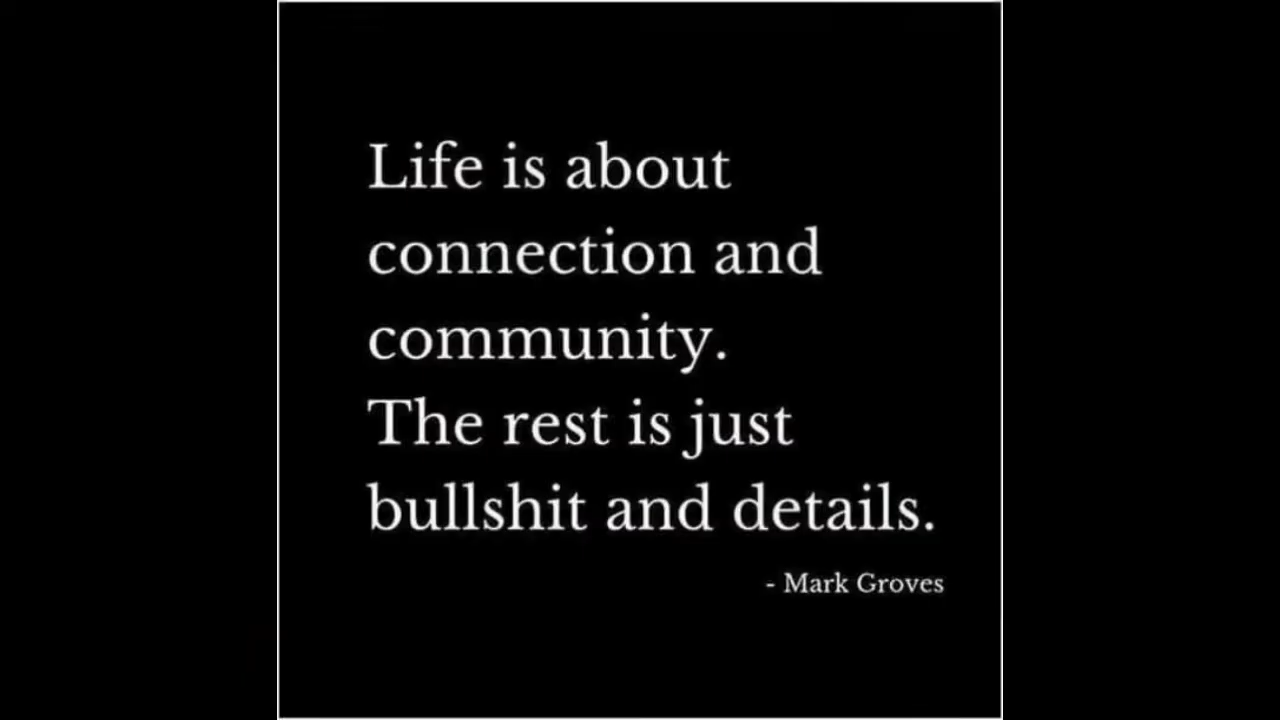 Life is about
connection and
community.
The rest is just
bullshit and details.
- Mark Groves